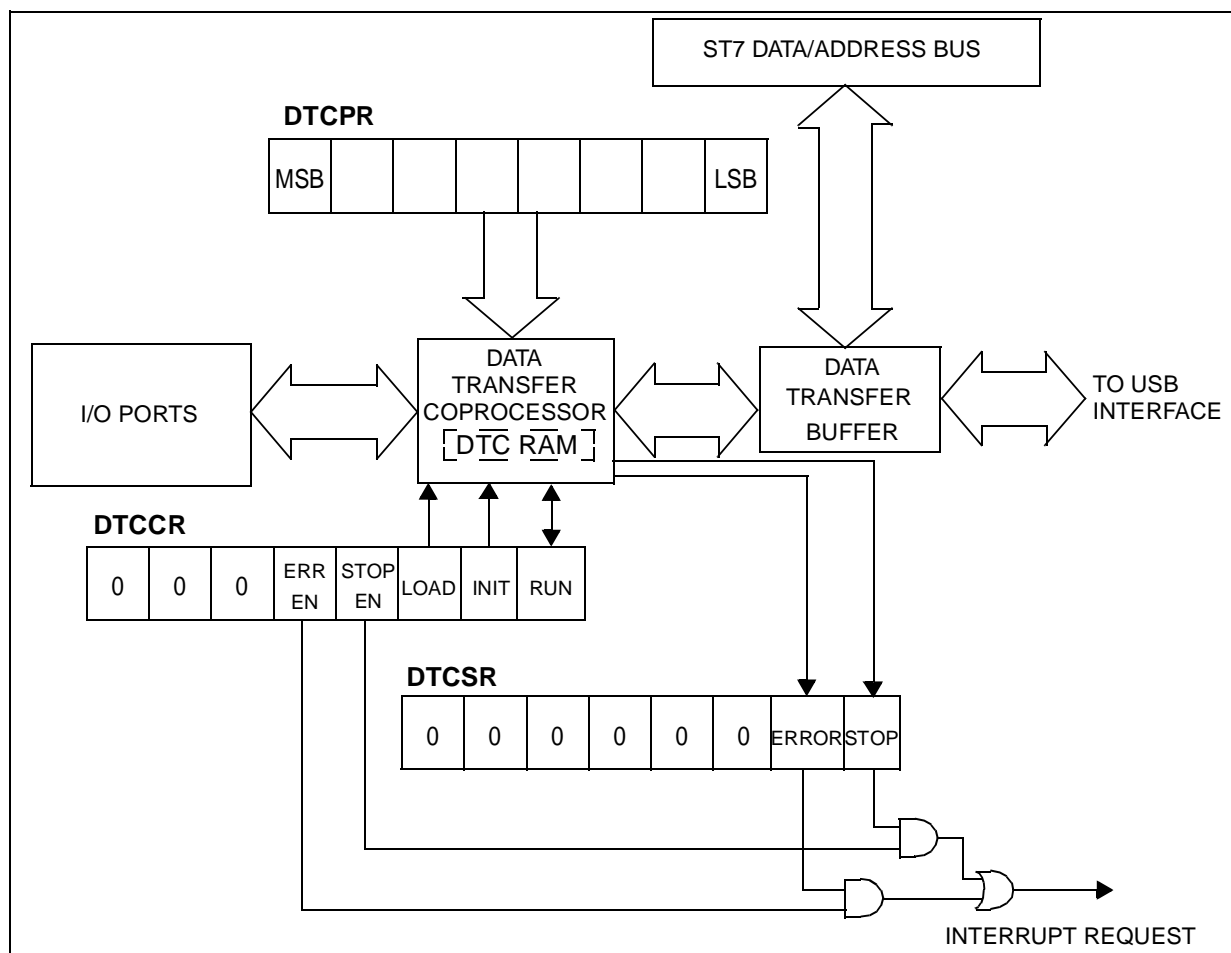 ST7 DATA/ADDRESS BUS
DTCPR
MSB LSB
I/O PORTS
DATA
TRANSFER
COPROCESSOR
DTC RAM
DATA
TRANSFER
BUFFER
TO USB
INTERFACE
DTCCR
0 0 0 ERR EN STOP EN LOAD INIT RUN
DTCSR
0 0 0 0 0 0 ERROR STOP
INTERRUPT REQUEST